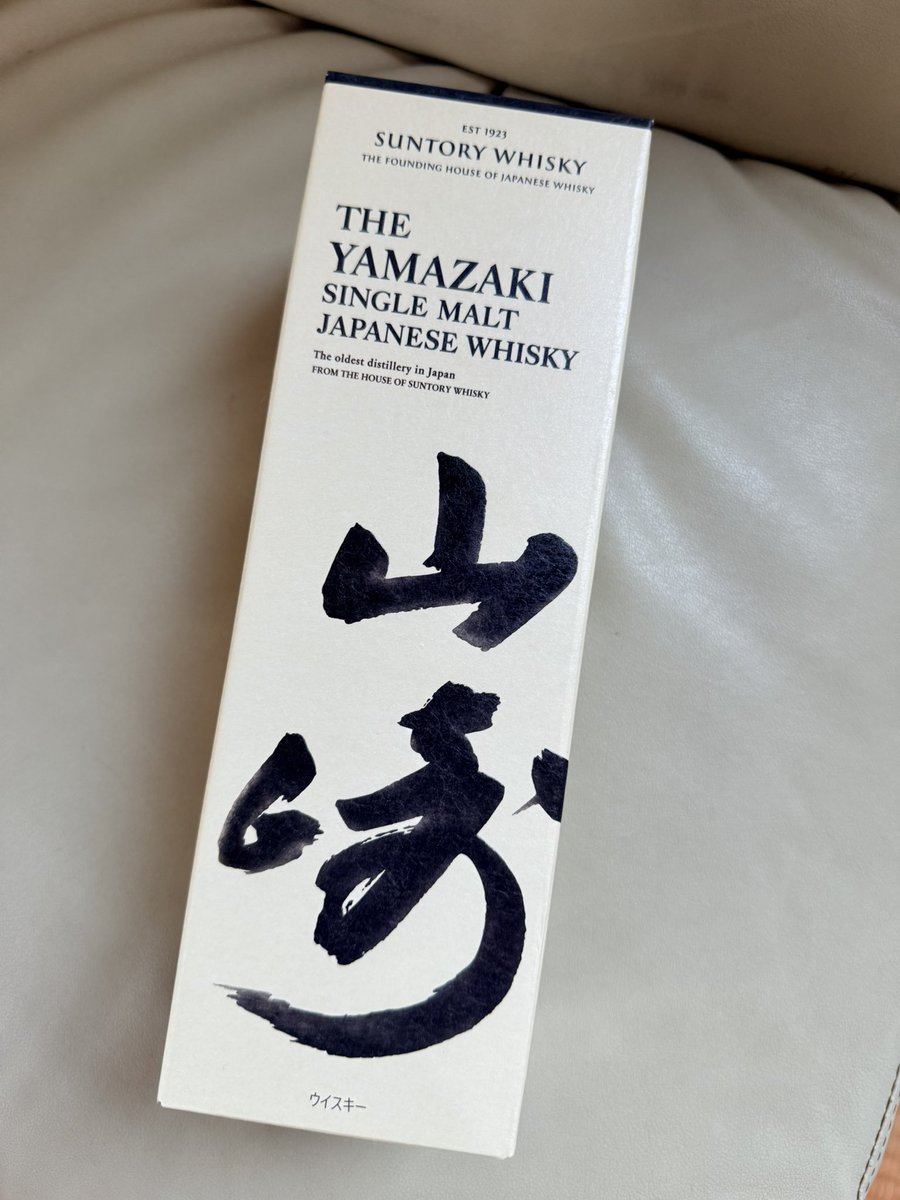 EST 1923
SUNTORY WHISKY
THE FOUNDING HOUSE OF JAPANESE WHISKY
THE
YAMAZAKI
SINGLE MALT
JAPANESE WHISKY
The oldest distillery in Japan
FROM THE HOUSE OF SUNTORY WHISKY
山
崎
ウイスキー